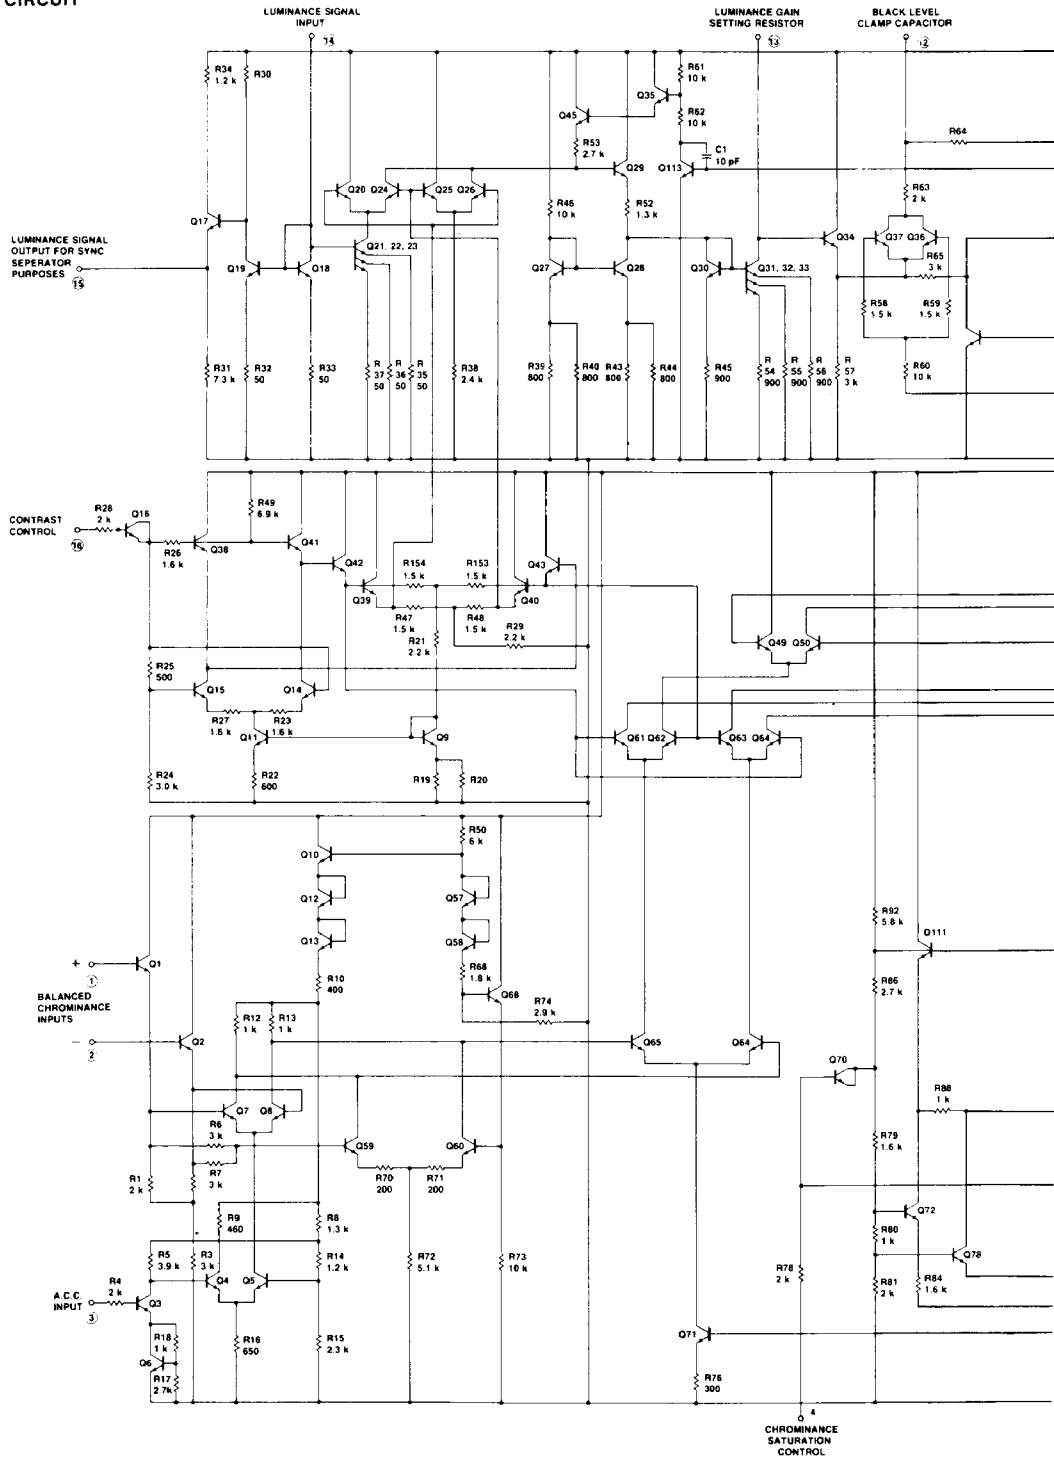 CIRCUIT
LUMINANCE SIGNAL
INPUT
14
LUMINANCE GAIN
SETTING RESISTOR
13
BLACK LEVEL
CLAMP CAPACITOR
12
R34
1.2 k
R30
R61
10 k
Q35
Q45
R62
10 k
R53
2.7 k
C1
10 pF
R64
Q29
Q113
Q20
Q24
Q25
Q26
R63
2 k
R46
10 k
R52
1.3 k
Q17
Q34
Q37
Q36
LUMINANCE SIGNAL
OUTPUT FOR SYNC
SEPERATOR
PURPOSES
15
Q21, 22, 23
R65
3 k
Q19
Q18
Q27
Q28
Q30
Q31, 32, 33
R58
1.5 k
R59
1.5 k
R31
7.3 k
R32
50
R33
50
R
37
50
R
36
50
R
35
50
R38
2.4 k
R39
800
R40
800
R43
800
R44
800
R45
900
R
54
900
R
55
900
R
56
900
R
57
3 k
R60
10 k
R28
2 k
Q16
R49
6.9 k
CONTRAST
CONTROL
16
R26
1.6 k
Q38
Q41
Q42
R154
1.5 k
R153
1.5 k
Q43
Q39
Q40
R47
1.5 k
R48
1.5 k
R21
2.2 k
R29
2.2 k
Q49
Q50
R25
500
Q15
Q14
R27
1.6 k
R23
1.6 k
Q11
Q9
Q61
Q62
Q63
Q64
R24
3.0 k
R22
600
R19
R20
R50
6 k
Q10
Q12
Q57
Q13
Q58
R92
5.8 k
Q111
+
1
Q1
R10
400
R68
1.8 k
Q68
R86
2.7 k
BALANCED
CHROMINANCE
INPUTS
R12
1 k
R13
1 k
R74
2.9 k
–
2
Q2
Q65
Q64
Q70
Q7
Q8
R88
1 k
R6
3 k
Q59
Q60
R79
1.6 k
R7
3 k
R1
2 k
R70
200
R71
200
R9
460
R8
1.3 k
Q72
R80
1 k
R5
3.9 k
R3
3 k
R14
1.2 k
R72
5.1 k
R73
10 k
Q78
R4
2 k
Q4
Q5
R78
2 k
R81
2 k
R84
1.6 k
A.C.C.
INPUT
3
Q3
R18
1 k
R16
650
R15
2.3 k
Q71
Q6
R17
2.7k
R76
300
4
CHROMINANCE
SATURATION
CONTROL